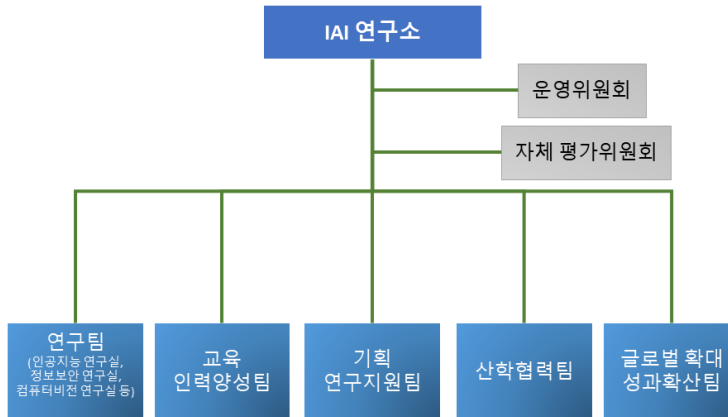 IAI 연구소
운영위원회
자체 평가위원회
연구팀
(인공지능 연구실,
정보보안 연구실,
컴퓨터비전 연구실 등)
교육
인력양성팀
기획
연구지원팀
산학협력팀
글로벌 확대
성과확산팀